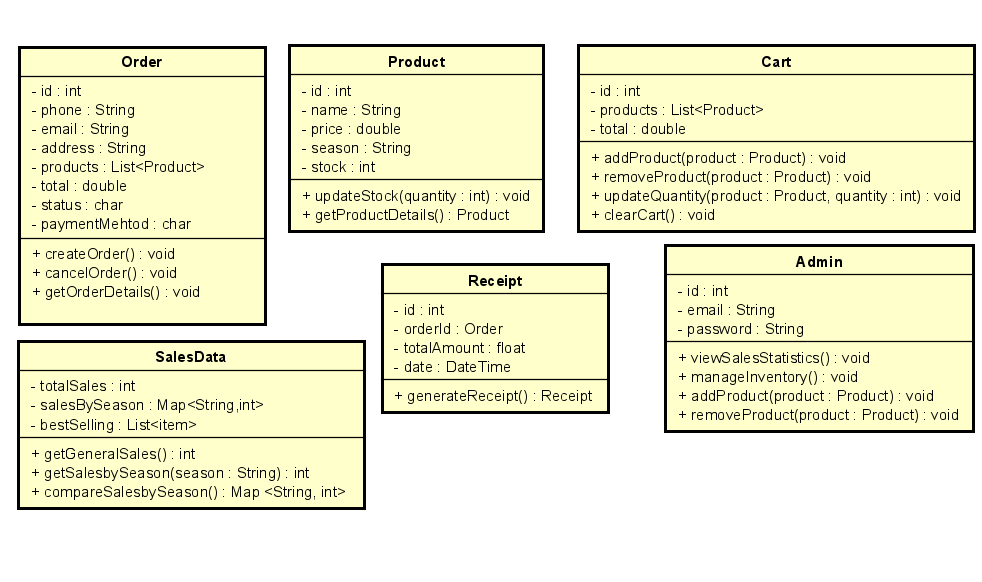 Order
- id : int
- phone : String
- email : String
- address : String
- products : List<Product>
- total : double
- status : char
- paymentMehtod : char
+ createOrder() : void
+ cancelOrder() : void
+ getOrderDetails() : void
Product
- id : int
- name : String
- price : double
- season : String
- stock : int
+ updateStock(quantity : int) : void
+ getProductDetails() : Product
Cart
- id : int
- products : List<Product>
- total : double
+ addProduct(product : Product) : void
+ removeProduct(product : Product) : void
+ updateQuantity(product : Product, quantity : int) : void
+ clearCart() : void
Receipt
- id : int
- orderId : Order
- totalAmount : float
- date : DateTime
+ generateReceipt() : Receipt
Admin
- id : int
- email : String
- password : String
+ viewSalesStatistics() : void
+ manageInventory() : void
+ addProduct(product : Product) : void
+ removeProduct(product : Product) : void
SalesData
- totalSales : int
- salesBySeason : Map<String,int>
- bestSelling : List<item>
+ getGeneralSales() : int
+ getSalesbySeason(season : String) : int
+ compareSalesbySeason() : Map <String, int>